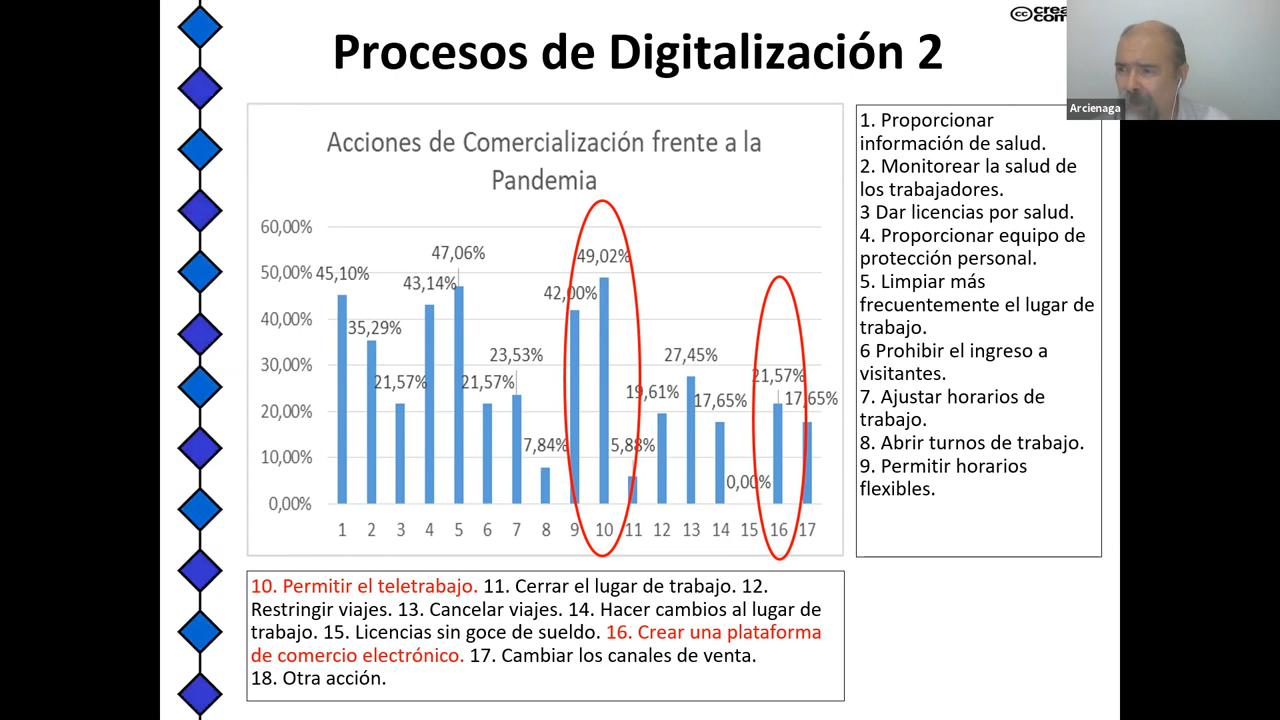 Procesos de Digitalización 2
Arcienaga
Acciones de Comercialización frente a la
Pandemia
60,00%
50,00%
40,00%
30,00%
20,00%
10,00%
0,00%
45,10%
35,29%
21,57%
43,14%
47,06%
21,57%
23,53%
7,84%
42,00%
49,02%
5,88%
19,61%
27,45%
17,65%
0,00%
21,57%
17,65%
1 2 3 4 5 6 7 8 9 10 11 12 13 14 15 16 17
1. Proporcionar
información de salud.
2. Monitorear la salud de
los trabajadores.
3 Dar licencias por salud.
4. Proporcionar equipo de
protección personal.
5. Limpiar más
frecuentemente el lugar de
trabajo.
6 Prohibir el ingreso a
visitantes.
7. Ajustar horarios de
trabajo.
8. Abrir turnos de trabajo.
9. Permitir horarios
flexibles.
10. Permitir el teletrabajo. 11. Cerrar el lugar de trabajo. 12.
Restringir viajes. 13. Cancelar viajes. 14. Hacer cambios al lugar de
trabajo. 15. Licencias sin goce de sueldo. 16. Crear una plataforma
de comercio electrónico. 17. Cambiar los canales de venta.
18. Otra acción.